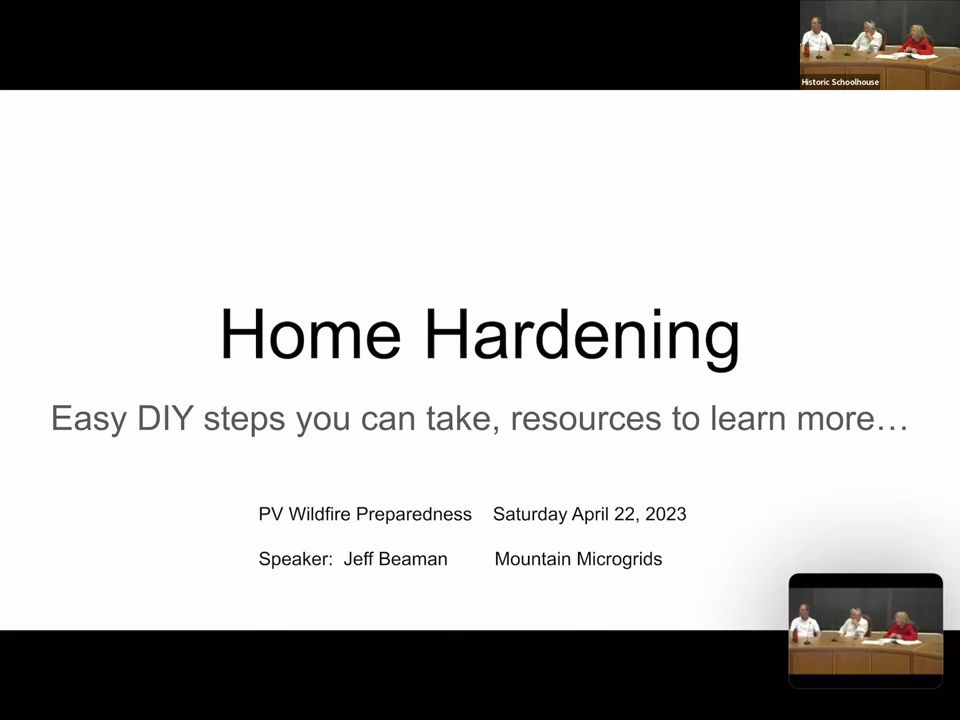 Historic Schoolhouse
Home Hardening
Easy DIY steps you can take, resources to learn more…
PV Wildfire Preparedness Saturday April 22, 2023
Speaker: Jeff Beaman Mountain Microgrids